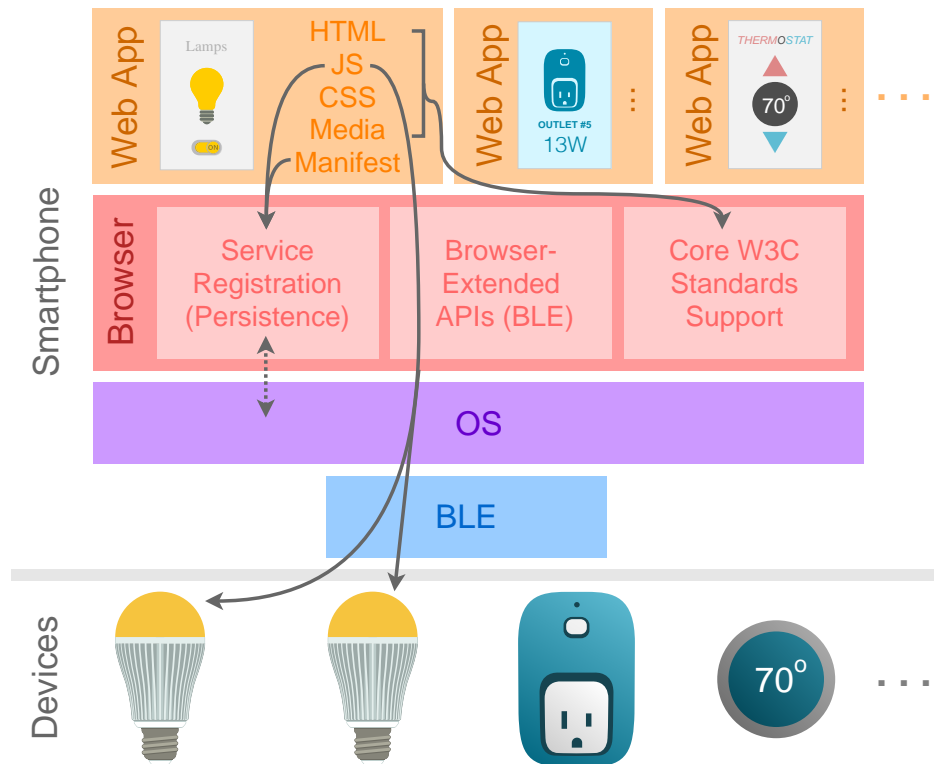 Smartphone
Web App
Lamps
ON
HTML
JS
CSS
Media
Manifest
Web App
OUTLET #5
13W
...
Web App
THERMOSTAT
70°
...
...
Browser
Service
Registration
(Persistence)
Browser-
Extended
APIs (BLE)
Core W3C
Standards
Support
OS
BLE
Devices
70°
...